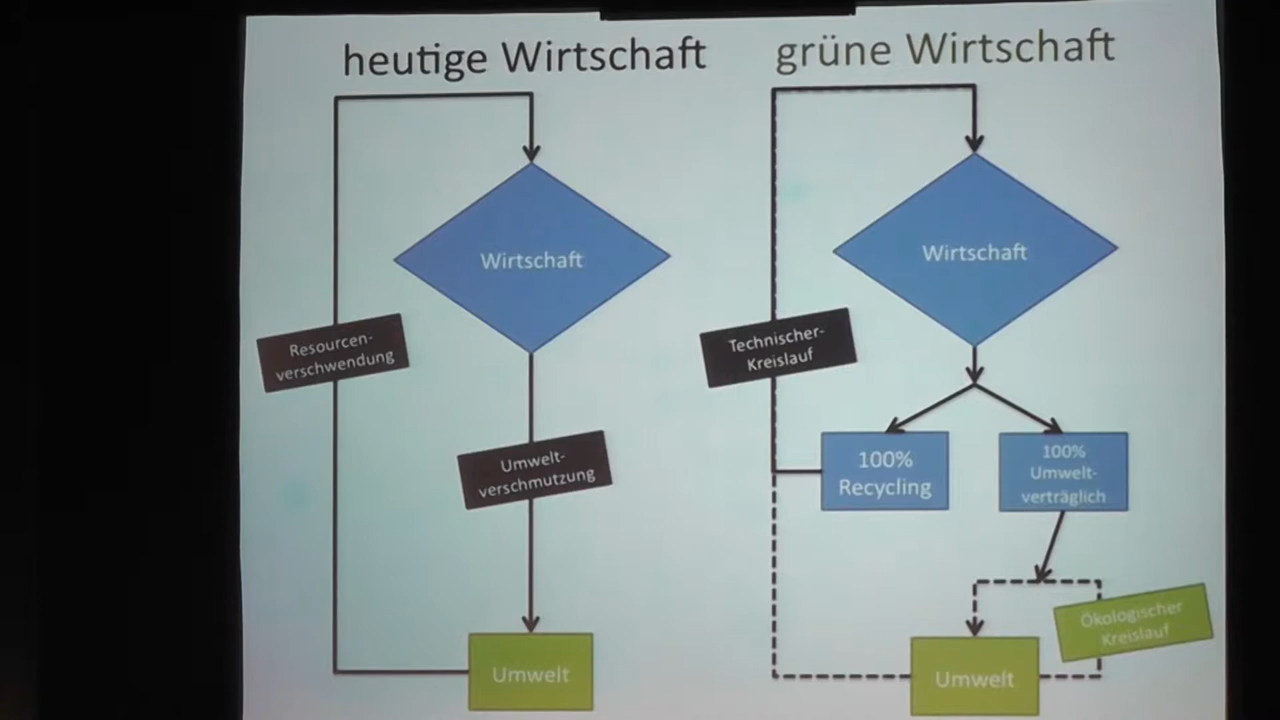 heutige Wirtschaft
Wirtschaft
Resourcen-
verschwendung
Umwelt-
verschmutzung
Umwelt
grüne Wirtschaft
Wirtschaft
Technischer-
Kreislauf
100%
Recycling
100%
Umwelt-
verträglich
Ökologischer
Kreislauf
Umwelt